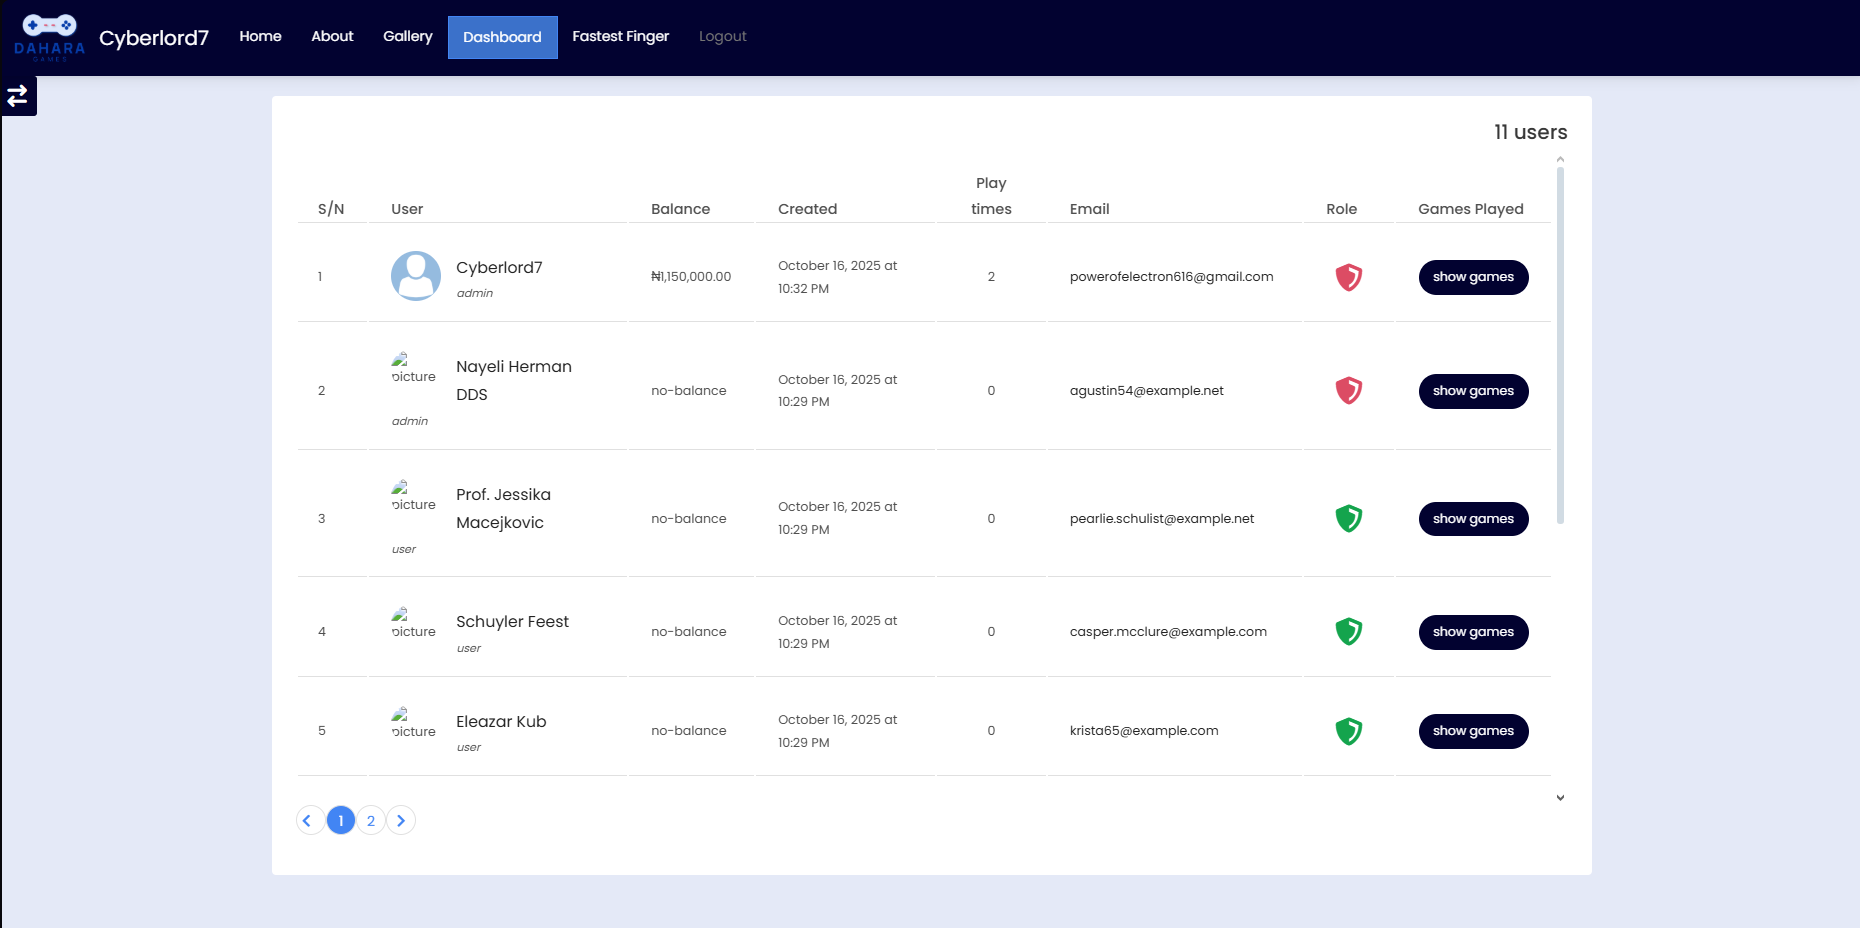 DAHARA
GAMES
Cyberlord7
Home
About
Gallery
Dashboard
Fastest Finger
Logout
11 users
S/N
User
Balance
Created
Play
times
Email
Role
Games Played
1
Cyberlord7
admin
₦1,150,000.00
October 16, 2025 at
10:32 PM
2
powerofelectron616@gmail.com
show games
2
picture
Nayeli Herman
DDS
admin
no-balance
October 16, 2025 at
10:29 PM
0
agustin54@example.net
show games
3
picture
Prof. Jessika
Macejkovic
user
no-balance
October 16, 2025 at
10:29 PM
0
pearlie.schulist@example.net
show games
4
picture
Schuyler Feest
user
no-balance
October 16, 2025 at
10:29 PM
0
casper.mcclure@example.com
show games
5
picture
Eleazar Kub
user
no-balance
October 16, 2025 at
10:29 PM
0
krista65@example.com
show games
1
2